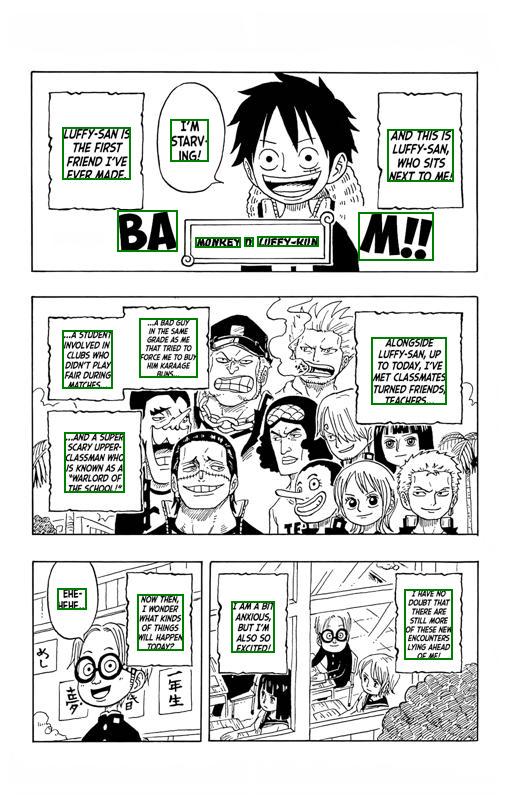 AND THIS IS
LUFFY-SAN,
WHO SITS
NEXT TO ME!
I'M
STARV-
ING!
LUFFY-SAN IS
THE FIRST
FRIEND I'VE
EVER MADE.
BA
M!!
MONKEY D. LUFFY-KUN
ALONGSIDE
LUFFY-SAN, UP
TO TODAY, I'VE
MET CLASSMATES
TURNED FRIENDS,
TEACHERS...
...A BAD GUY
IN THE SAME
GRADE AS ME
THAT TRIED TO
FORCE ME TO BUY
HIM KARAAGE
BUNS...
...A STUDENT
INVOLVED IN
CLUBS WHO
DIDN'T PLAY
FAIR DURING
MATCHES...
...AND A SUPER
SCARY UPPER-
CLASSMAN WHO
IS KNOWN AS A
"WARLORD OF
THE SCHOOL!"
TE
I HAVE NO
DOUBT THAT
THERE ARE
STILL MORE
OF THESE NEW
ENCOUNTERS
LYING AHEAD
OF ME!
I AM A BIT
ANXIOUS,
BUT I'M
ALSO SO
EXCITED!
NOW THEN,
I WONDER
WHAT KINDS
OF THINGS
WILL HAPPEN
TODAY?
EHE-
HEHE...
年生
めし